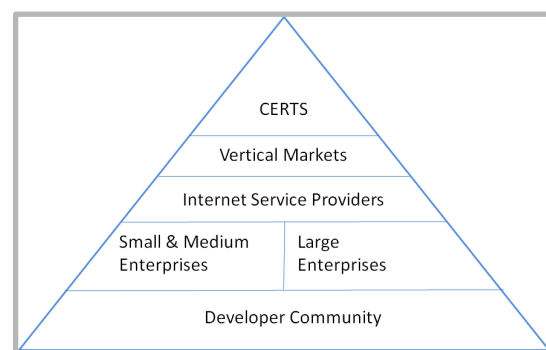 CERTS
Vertical Markets
Internet Service Providers
Small & Medium
Enterprises
Large
Enterprises
Developer Community